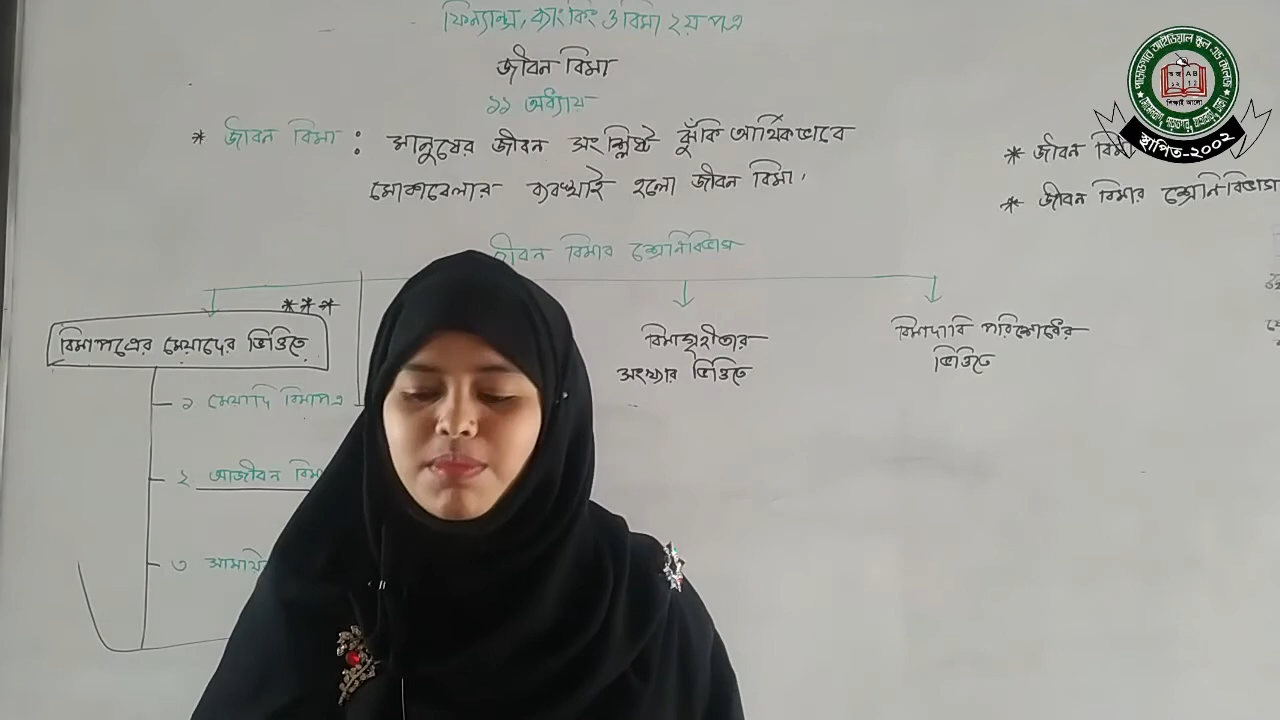 ফিন্যান্স, ব্যাংকিং ও বিমা ২য় পত্র
জীবন বিমা
১১ অধ্যায়
* জীবন বিমা : মানুষের জীবন সংশ্লিষ্ট ঝুঁকি আর্থিকভাবে
মোকাবেলার ব্যবস্থাই হলো জীবন বিমা।
* জীবন
* জীবন বিমার শ্রেনিবিভাগ
জীবন বিমার শ্রেনিবিভাগ
***
বিমাপত্রের মেয়াদের ভিত্তিতে
১ মেয়াদি বিমাপত্র
২ আজীবন
৩
বিমাগ্রহীতার
সংখ্যার ভিত্তিতে
বিমাদাবি পরিশোধের
ভিত্তিতে
স্থাপিত-২০০২